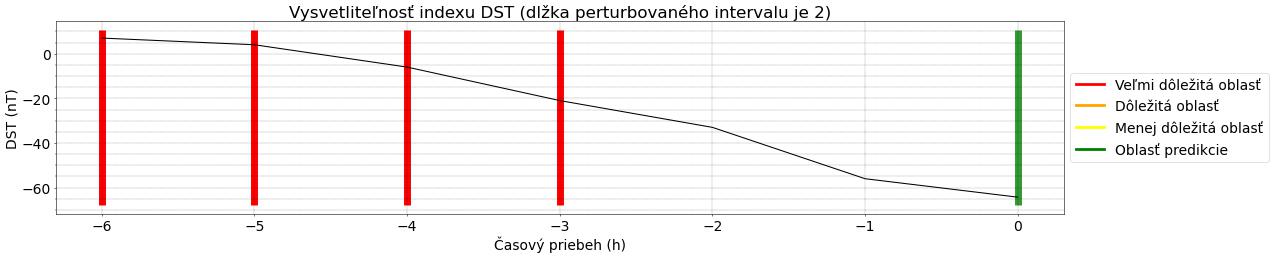 Vysvetliteľnosť indexu DST (dlžka perturbovaného intervalu je 2)
DST (nT)
0
−20
−40
−60
−6
−5
−4
−3
−2
−1
0
Časový priebeh (h)
Veľmi dôležitá oblasť
Dôležitá oblasť
Menej dôležitá oblasť
Oblasť predikcie